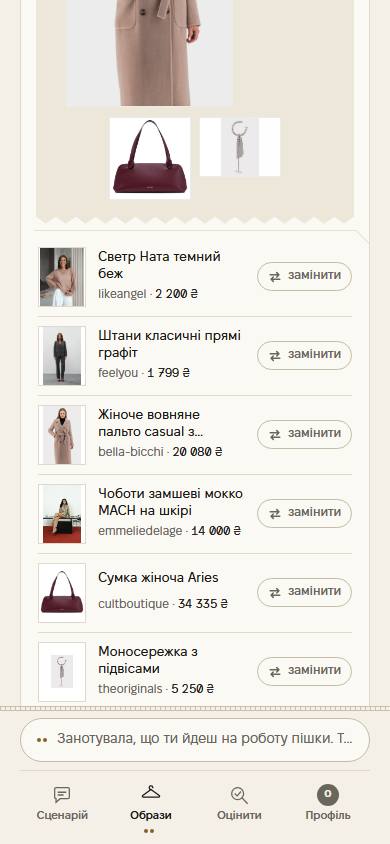 Светр Ната темний
беж
likeangel · 2 200 ₴
замінити
Штани класичні прямі
графіт
feelyou · 1 799 ₴
замінити
Жіноче вовняне
пальто casual з...
bella-bicchi · 20 080 ₴
замінити
Чоботи замшеві мокко
MACH на шкірі
emmeliedelage · 14 000 ₴
замінити
Сумка жіноча Aries
cultboutique · 34 335 ₴
замінити
Моносережка з
підвісами
theoriginals · 5 250 ₴
замінити
Занотувала, що ти йдеш на роботу пішки. Т...
Сценарій
Образи
Оцінити
0
Профіль